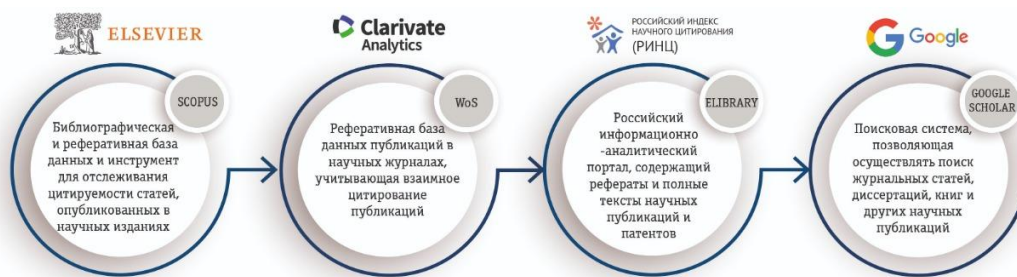 ELSEVIER
SCOPUS
Библиографическая
и реферативная база
данных и инструмент
для отслеживания
цитируемости статей,
опубликованных в
научных изданиях
Clarivate
Analytics
WoS
Реферативная база
данных публикаций в
научных журналах,
учитывающая взаимное
цитирование
публикаций
РОССИЙСКИЙ ИНДЕКС
НАУЧНОГО ЦИТИРОВАНИЯ
(РИНЦ)
ELIBRARY
Российский
информационно
-аналитический
портал, содержащий
рефераты и полные
тексты научных
публикаций и
патентов
Google
GOOGLE
SCHOLAR
Поисковая система,
позволяющая
осуществлять поиск
журнальных статей,
диссертаций, книг и
других научных
публикаций